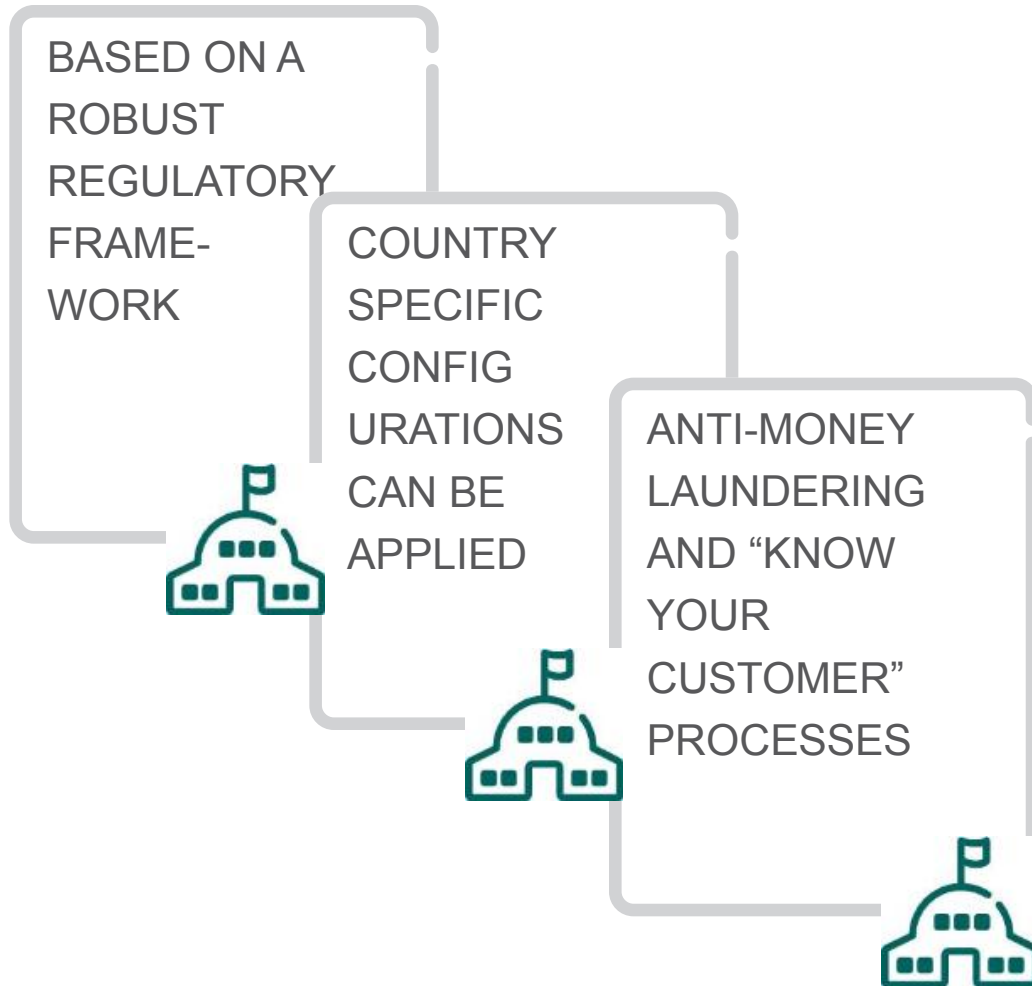 BASED ON A
ROBUST
REGULATORY
FRAME-
WORK
COUNTRY
SPECIFIC
CONFIG
URATIONS
CAN BE
APPLIED
ANTI-MONEY
LAUNDERING
AND “KNOW
YOUR
CUSTOMER”
PROCESSES